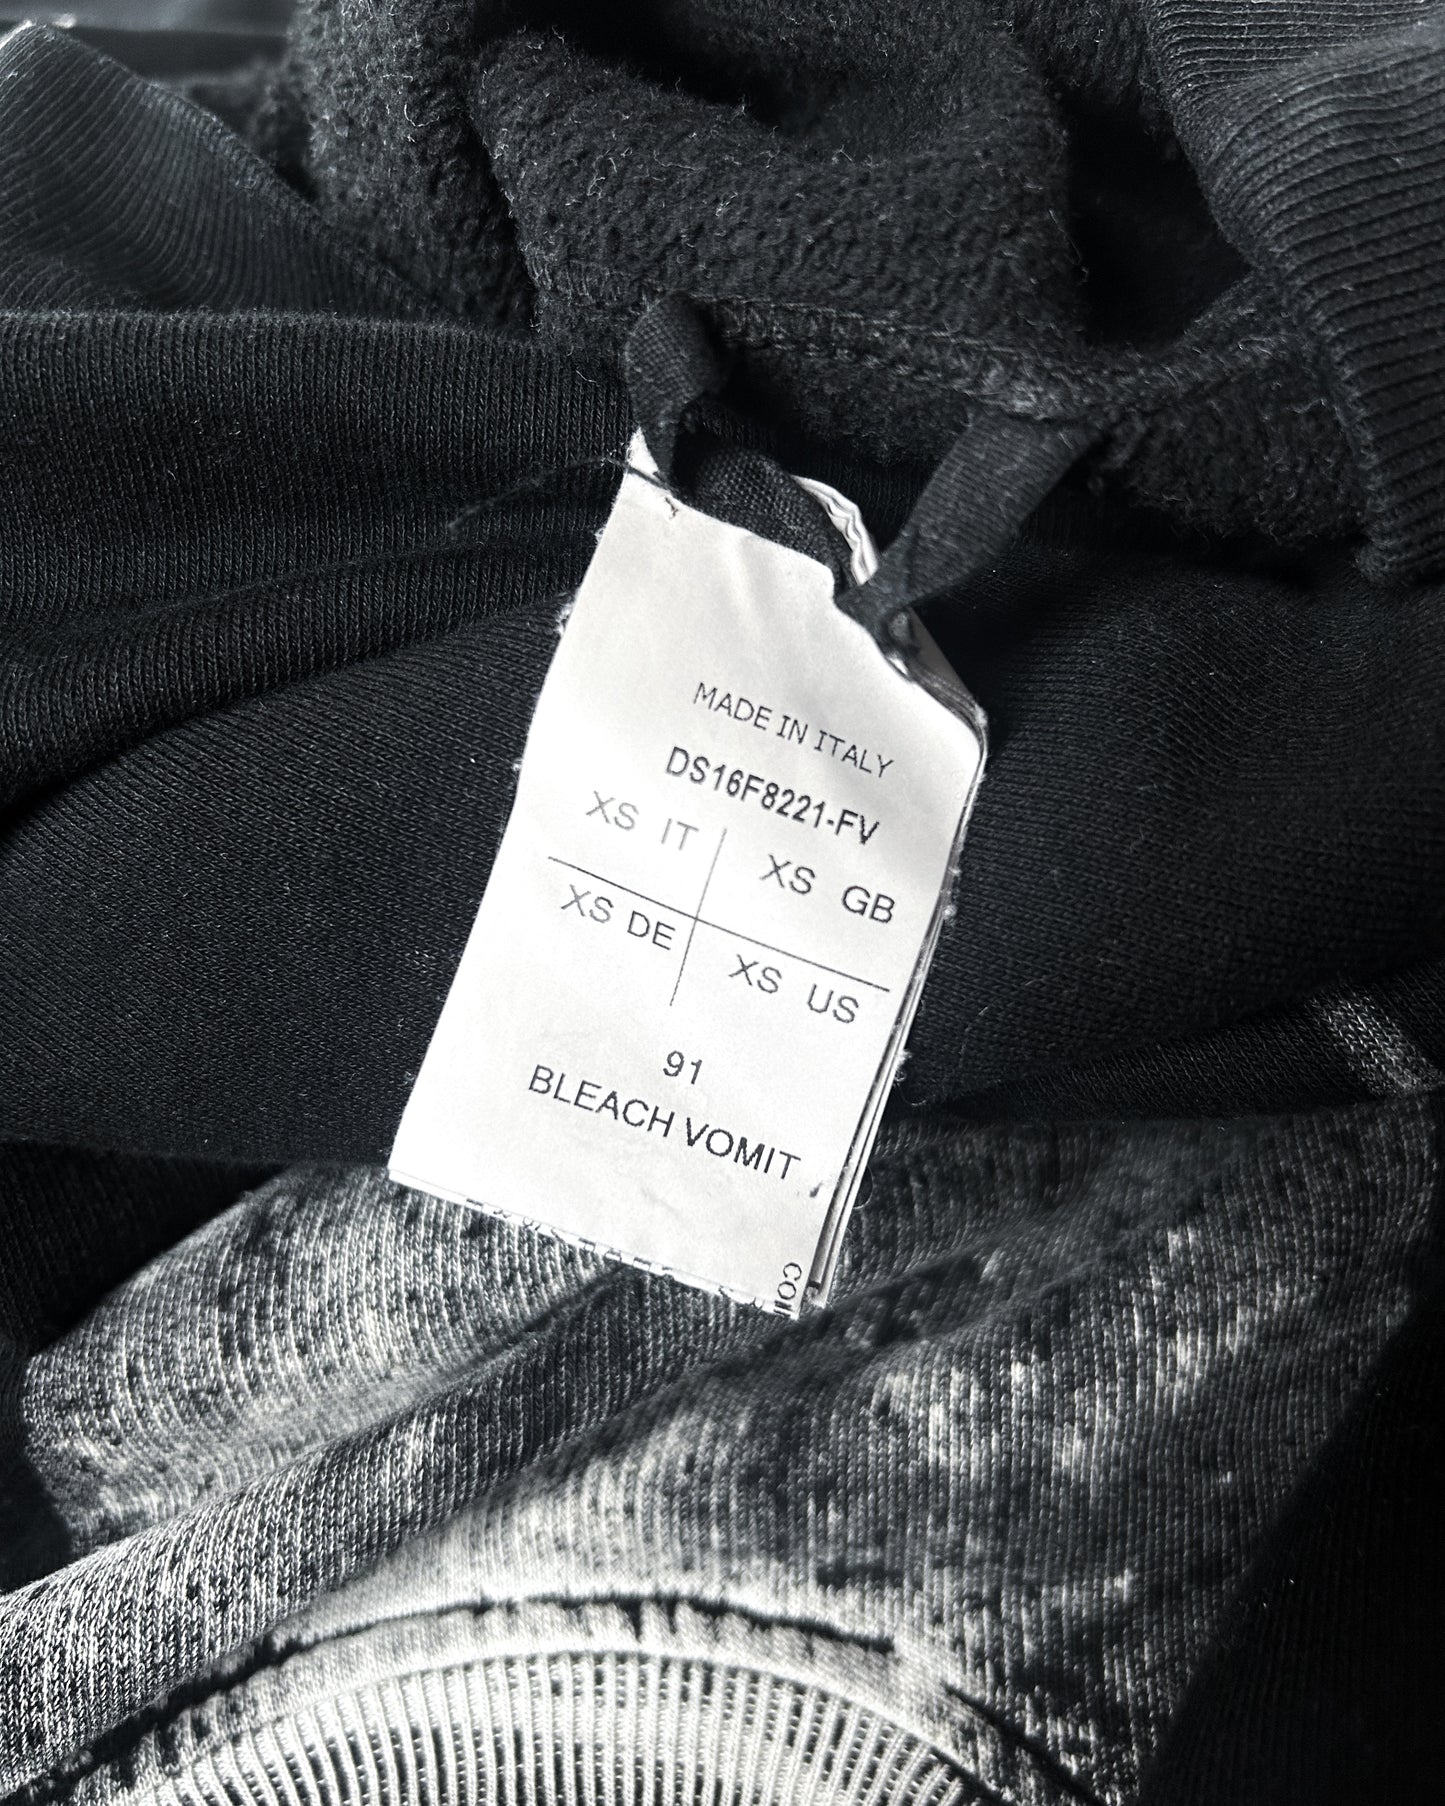 MADE IN ITALY
DS16F8221-FV
XS IT XS GB
XS DE XS US
91
BLEACH VOMIT